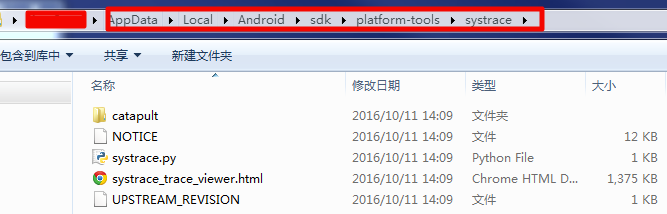 AppData ▸ Local ▸ Android ▸ sdk ▸ platform-tools ▸ systrace ▸
包含到库中 共享 新建文件夹
名称 修改日期 类型 大小
catapult 2016/10/11 14:09 文件夹
NOTICE 2016/10/11 14:09 文件 12 KB
systrace.py 2016/10/11 14:09 Python File 1 KB
systrace_trace_viewer.html 2016/10/11 14:09 Chrome HTML D... 1,375 KB
UPSTREAM_REVISION 2016/10/11 14:09 文件 1 KB